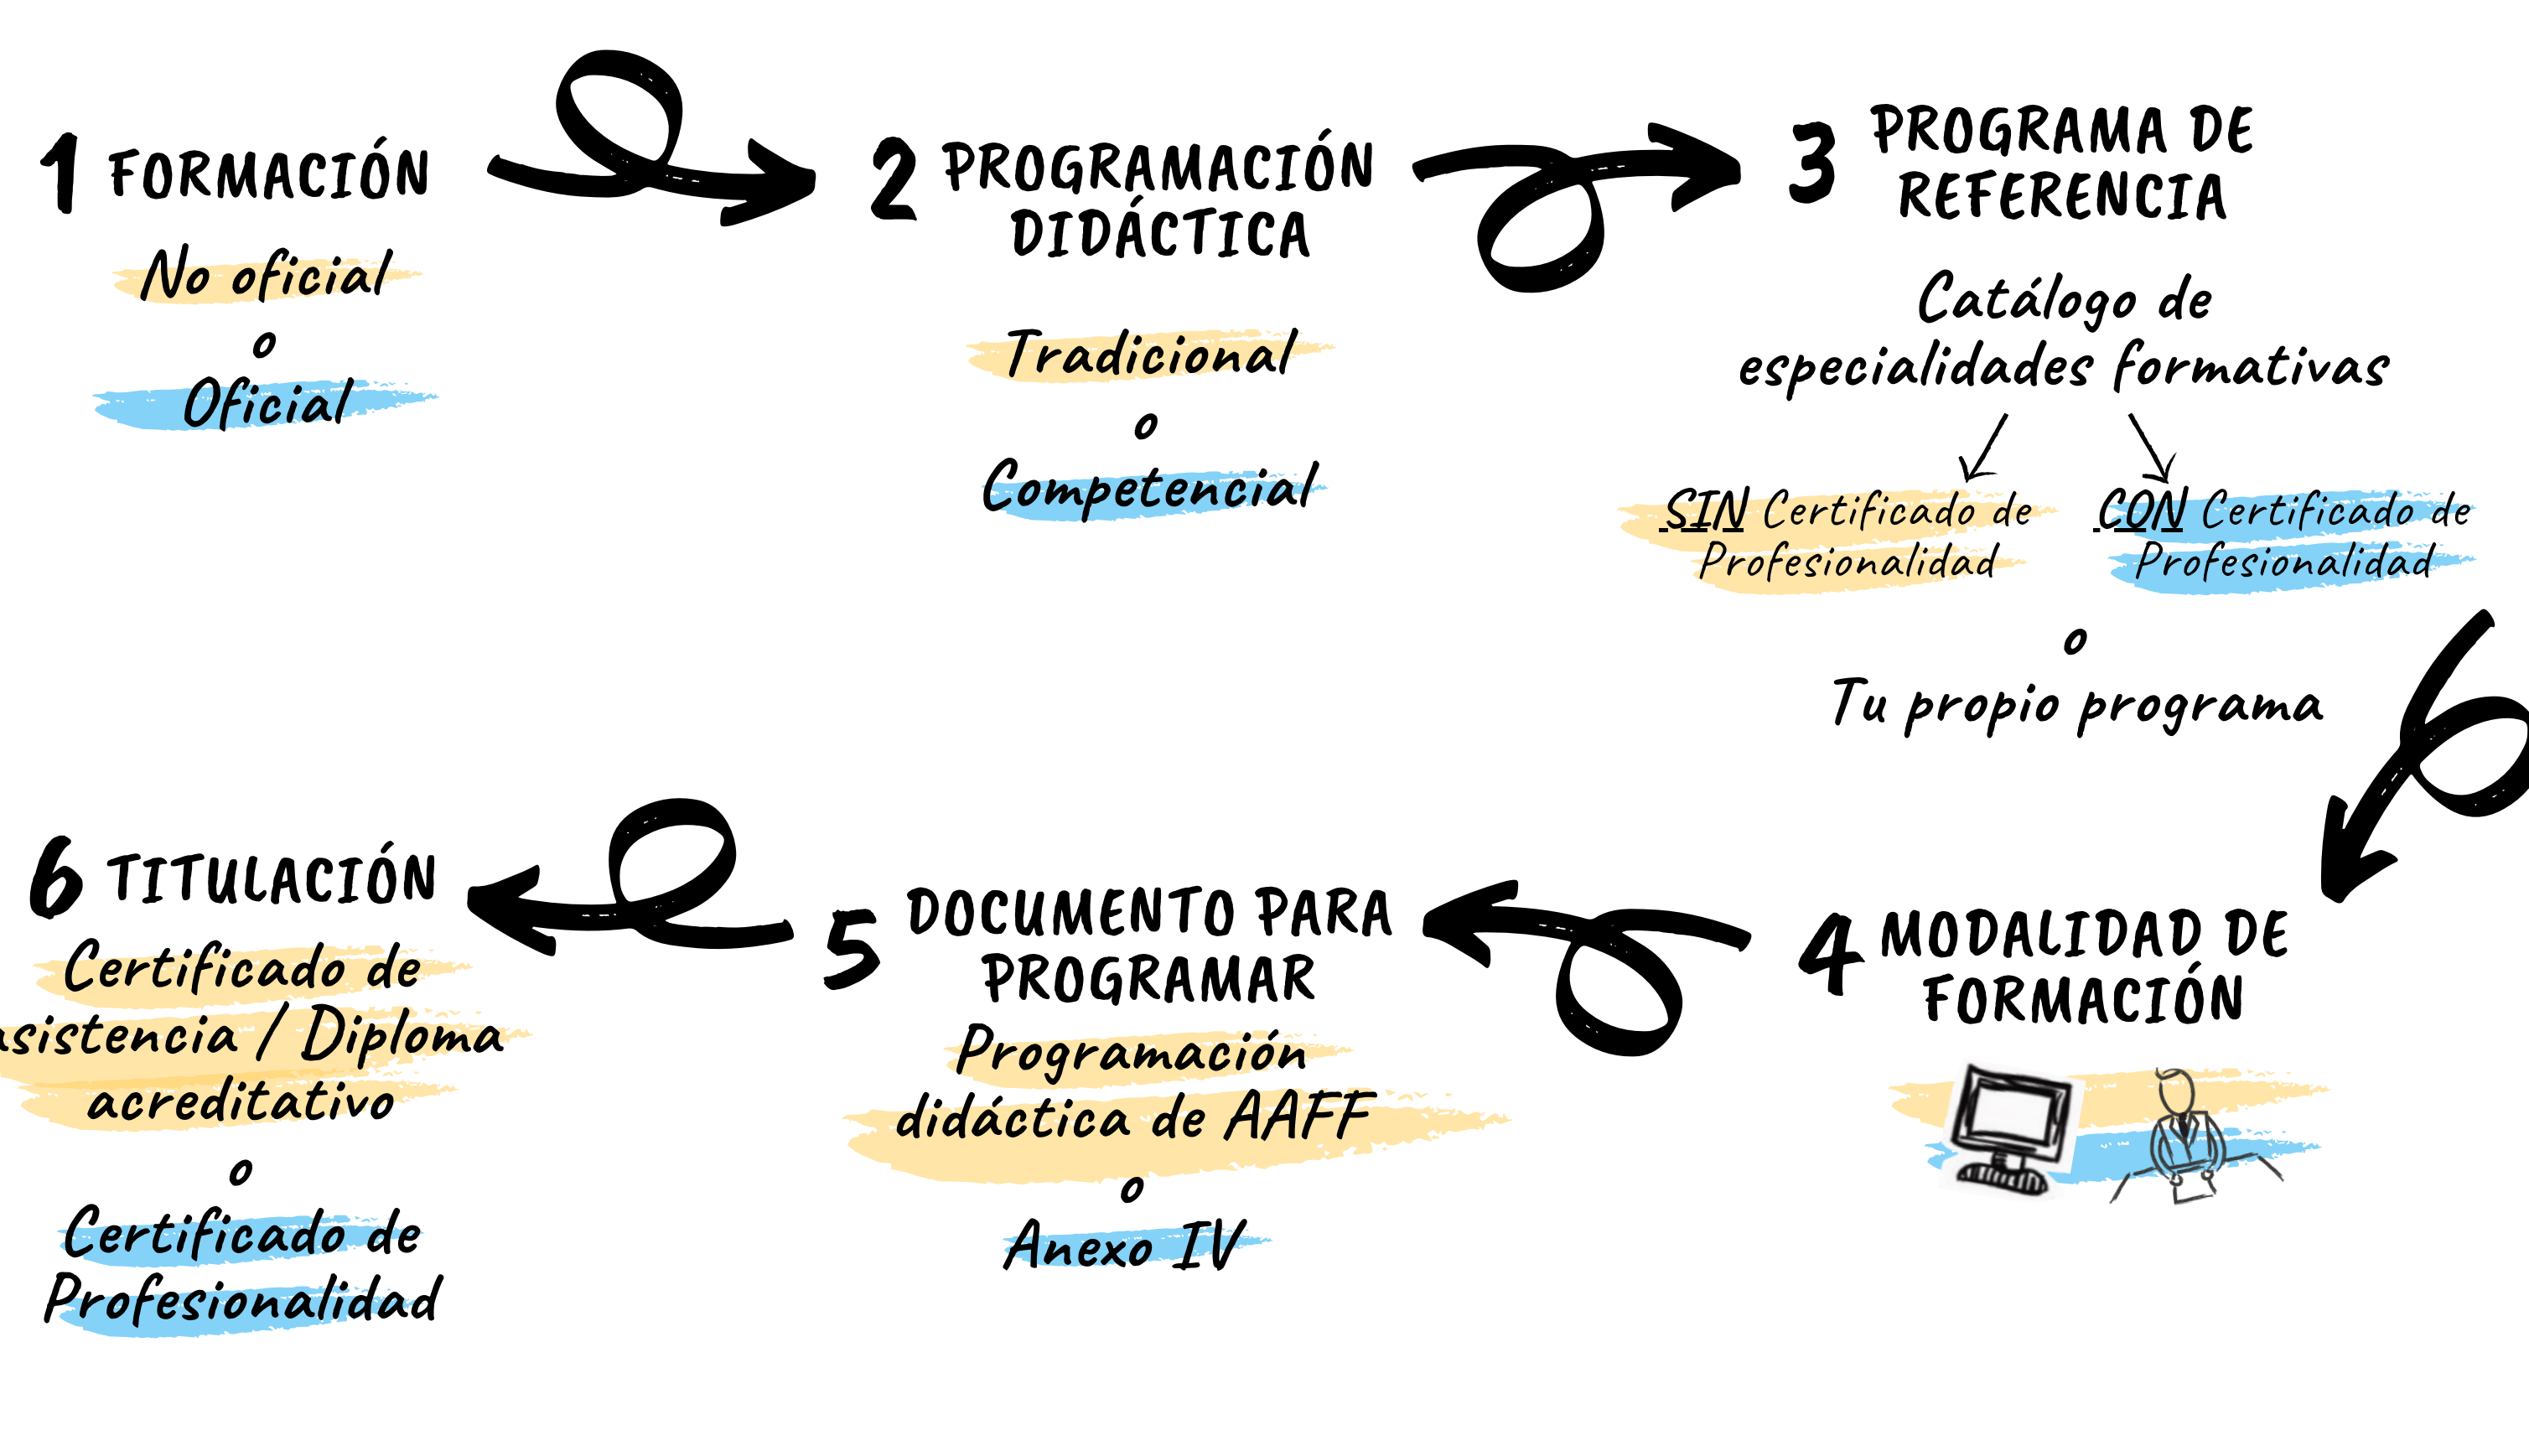 1 FORMACIÓN
No oficial
o
Oficial
2 PROGRAMACIÓN
DIDÁCTICA
Tradicional
o
Competencial
3 PROGRAMA DE
REFERENCIA
Catálogo de
especialidades formativas
SIN Certificado de
Profesionalidad
CON Certificado de
Profesionalidad
o
Tu propio programa
4 MODALIDAD DE
FORMACIÓN
5 DOCUMENTO PARA
PROGRAMAR
Programación
didáctica de AAFF
o
Anexo IV
6 TITULACIÓN
Certificado de
asistencia / Diploma
acreditativo
o
Certificado de
Profesionalidad